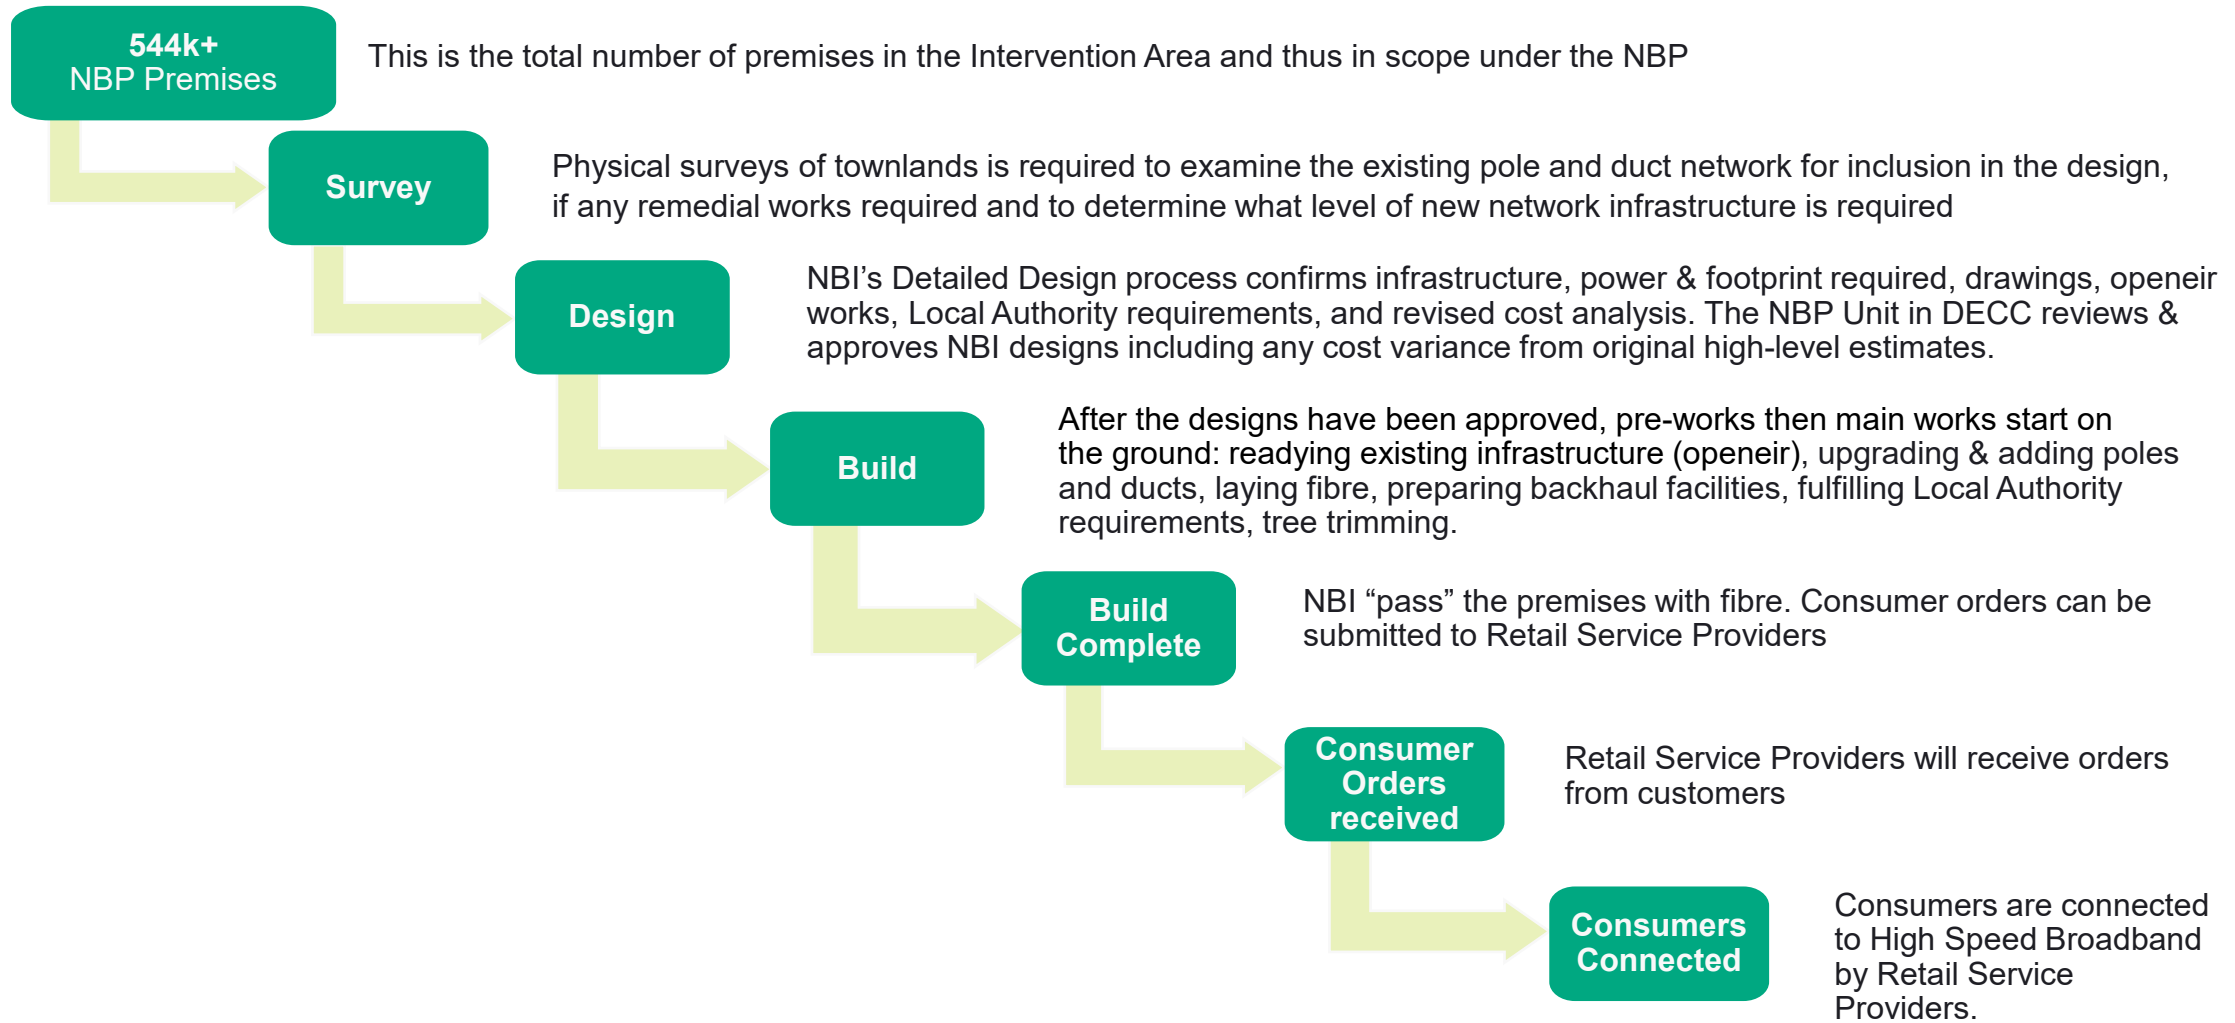 544k+
NBP Premises
This is the total number of premises in the Intervention Area and thus in scope under the NBP
Survey
Physical surveys of townlands is required to examine the existing pole and duct network for inclusion in the design,
if any remedial works required and to determine what level of new network infrastructure is required
Design
NBI’s Detailed Design process confirms infrastructure, power & footprint required, drawings, openeir
works, Local Authority requirements, and revised cost analysis. The NBP Unit in DECC reviews &
approves NBI designs including any cost variance from original high-level estimates.
Build
After the designs have been approved, pre-works then main works start on
the ground: readying existing infrastructure (openeir), upgrading & adding poles
and ducts, laying fibre, preparing backhaul facilities, fulfilling Local Authority
requirements, tree trimming.
Build
Complete
NBI “pass” the premises with fibre. Consumer orders can be
submitted to Retail Service Providers
Consumer
Orders
received
Retail Service Providers will receive orders
from customers
Consumers
Connected
Consumers are connected
to High Speed Broadband
by Retail Service
Providers.